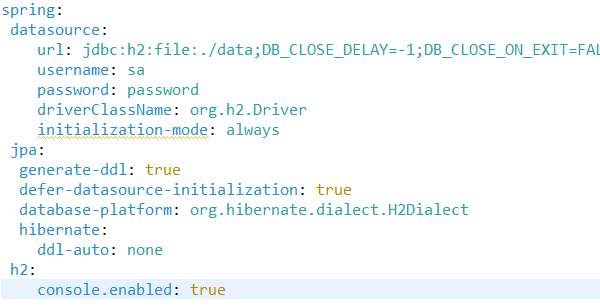 spring:
 datasource:
    url: jdbc:h2:file:./data;DB_CLOSE_DELAY=-1;DB_CLOSE_ON_EXIT=FAL
    username: sa
    password: password
    driverClassName: org.h2.Driver
    initialization-mode: always
 jpa:
  generate-ddl: true
  defer-datasource-initialization: true
  database-platform: org.hibernate.dialect.H2Dialect
  hibernate:
    ddl-auto: none
 h2:
    console.enabled: true